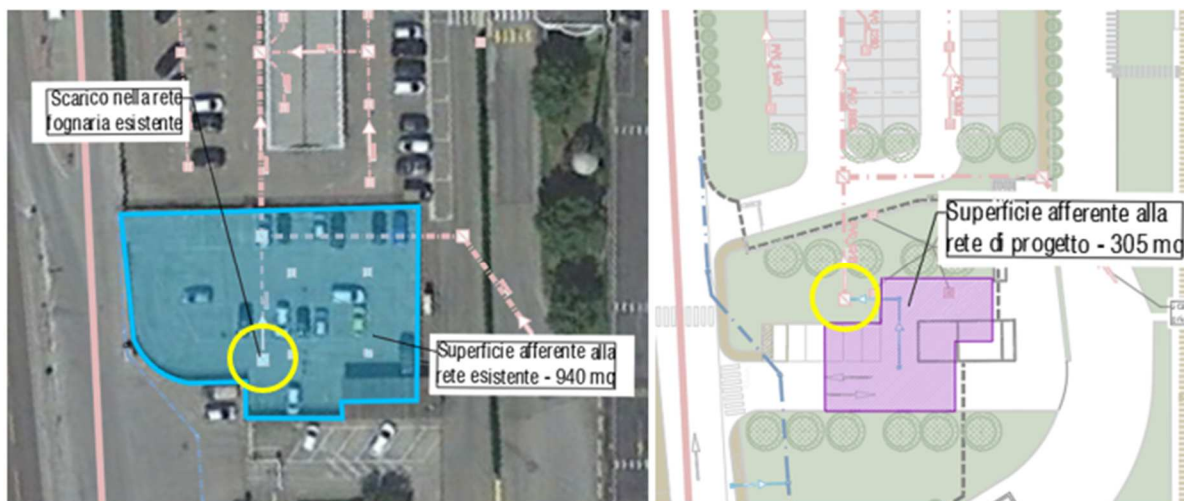 Scarico nella rete
fognaria esistente
Superficie afferente alla
rete esistente - 940 mq
Superficie afferente alla
rete di progetto - 305 mq